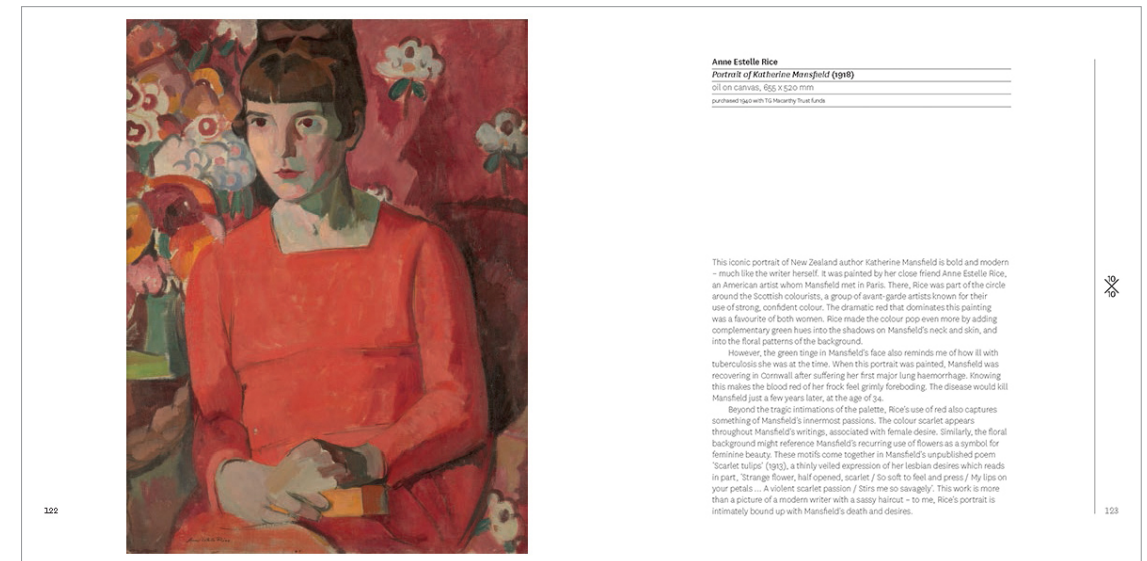 Anne Estelle Rice
Portrait of Katherine Mansfield (1918)
oil on canvas, 655 x 520 mm
purchased 1940 with TG Macarthy Trust funds
This iconic portrait of New Zealand author Katherine Mansfield is bold and modern
– much like the writer herself. It was painted by her close friend Anne Estelle Rice,
an American artist whom Mansfield met in Paris. There, Rice was part of the circle
around the Scottish colourists, a group of avant-garde artists known for their
use of strong, confident colour. The dramatic red that dominates this painting
was a favourite of both women. Rice made the colour pop even more by adding
complementary green hues into the shadows on Mansfield's neck and skin, and
into the floral patterns of the background.
However, the green tinge in Mansfield's face also reminds me of how ill with
tuberculosis she was at the time. When this portrait was painted, Mansfield was
recovering in Cornwall after suffering her first major lung haemorrhage. Knowing
this makes the blood red of her frock feel grimly foreboding. The disease would kill
Mansfield just a few years later, at the age of 34.
Beyond the tragic intimations of the palette, Rice's use of red also captures
something of Mansfield's innermost passions. The colour scarlet appears
throughout Mansfield's writings, associated with female desire. Similarly, the floral
background might reference Mansfield's recurring use of flowers as a symbol for
feminine beauty. These motifs come together in Mansfield's unpublished poem
'Scarlet tulips' (1913), a thinly veiled expression of her lesbian desires which reads
in part, 'Strange flower, half opened, scarlet / So soft to feel and press / My lips on
your petals ... A violent scarlet passion / Stirs me so savagely'. This work is more
than a picture of a modern writer with a sassy haircut – to me, Rice's portrait is
intimately bound up with Mansfield's death and desires.
10
10
122
123